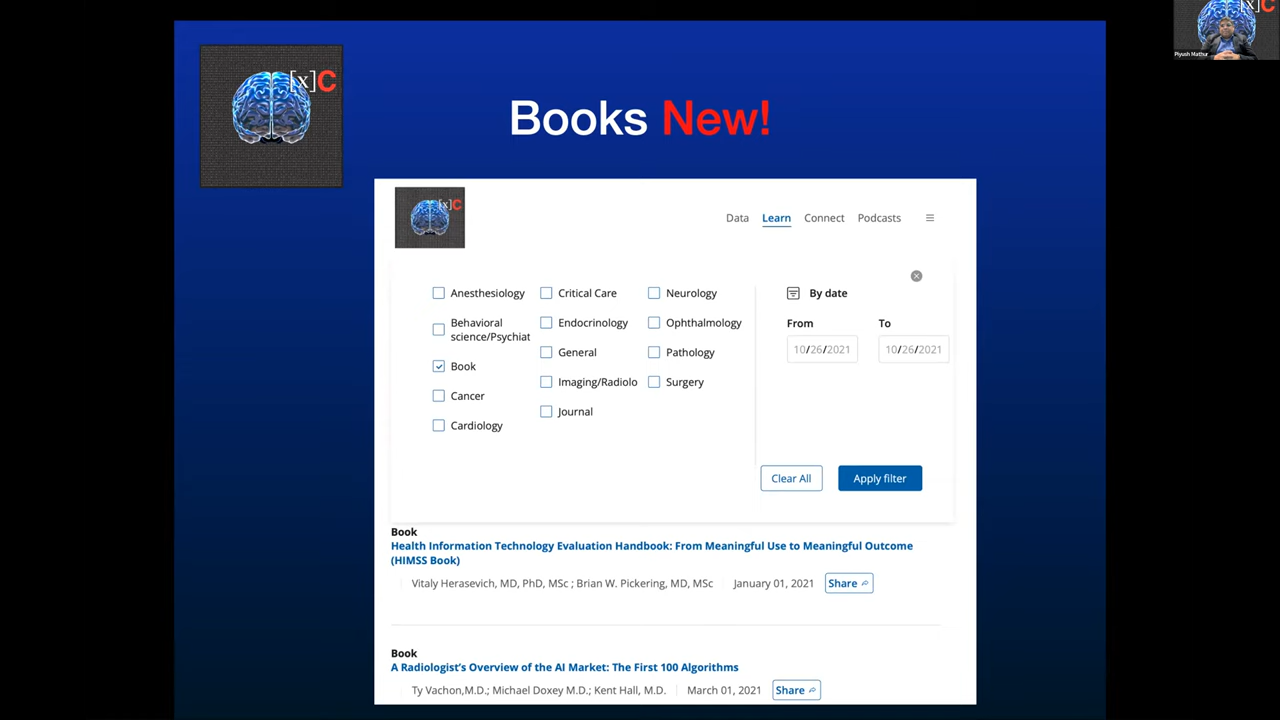 [x]C
Piyush Mathur
[x]C
Books New!
[x]C
Data Learn Connect Podcasts
Anesthesiology
Behavioral
science/Psychiat
Book
Cancer
Cardiology
Critical Care
Endocrinology
General
Imaging/Radiolo
Journal
Neurology
Ophthalmology
Pathology
Surgery
By date
From To
10/26/2021 10/26/2021
Clear All Apply filter
Book
Health Information Technology Evaluation Handbook: From Meaningful Use to Meaningful Outcome
(HIMSS Book)
Vitaly Herasevich, MD, PhD, MSc ; Brian W. Pickering, MD, MSc January 01, 2021 Share
Book
A Radiologist’s Overview of the AI Market: The First 100 Algorithms
Ty Vachon,M.D.; Michael Doxey M.D.; Kent Hall, M.D. March 01, 2021 Share